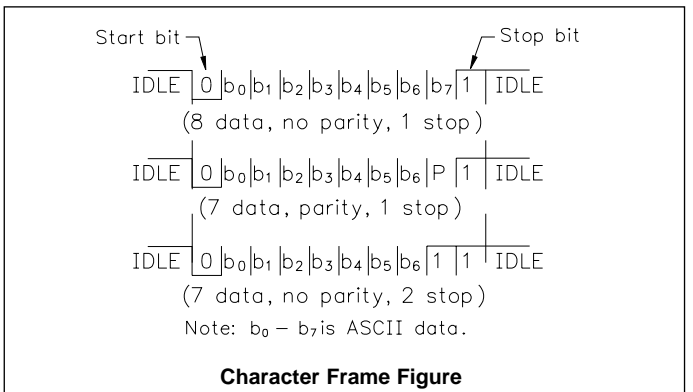 Start bit Stop bit
IDLE 0 b₀ b₁ b₂ b₃ b₄ b₅ b₆ b₇ 1 IDLE
(8 data, no parity, 1 stop)
IDLE 0 b₀ b₁ b₂ b₃ b₄ b₅ b₆ P 1 IDLE
(7 data, parity, 1 stop)
IDLE 0 b₀ b₁ b₂ b₃ b₄ b₅ b₆ 1 1 IDLE
(7 data, no parity, 2 stop)
Note: b₀ – b₇ is ASCII data.
Character Frame Figure